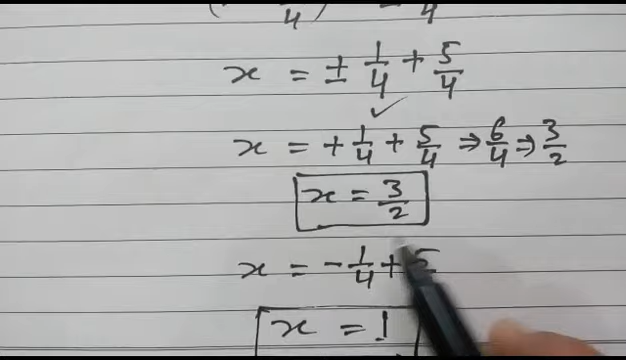 x = ± 1/4 + 5/4
x = + 1/4 + 5/4 ⇒ 6/4 ⇒ 3/2
x = 3/2
x = - 1/4 + 5
x = 1